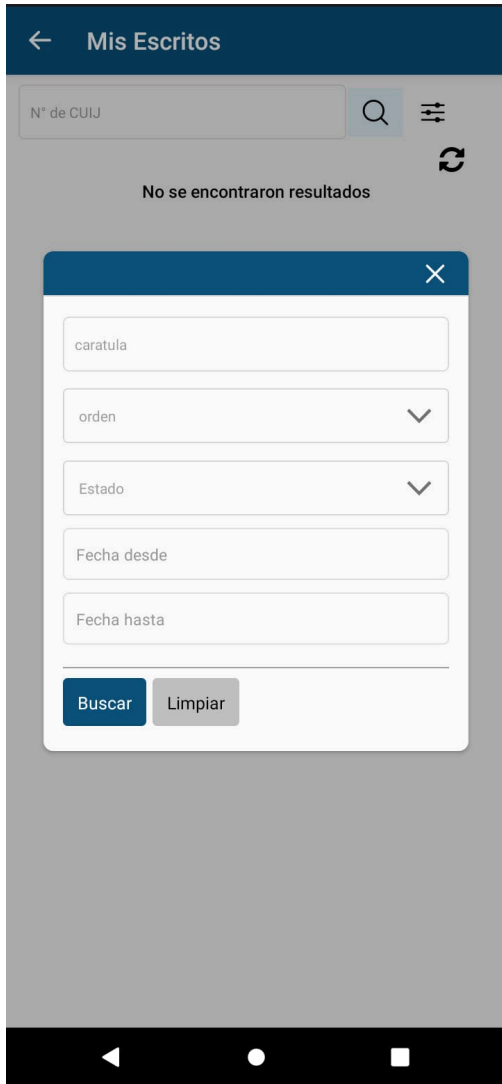 Mis Escritos
N° de CUIJ
No se encontraron resultados
caratula
orden
Estado
Fecha desde
Fecha hasta
Buscar Limpiar